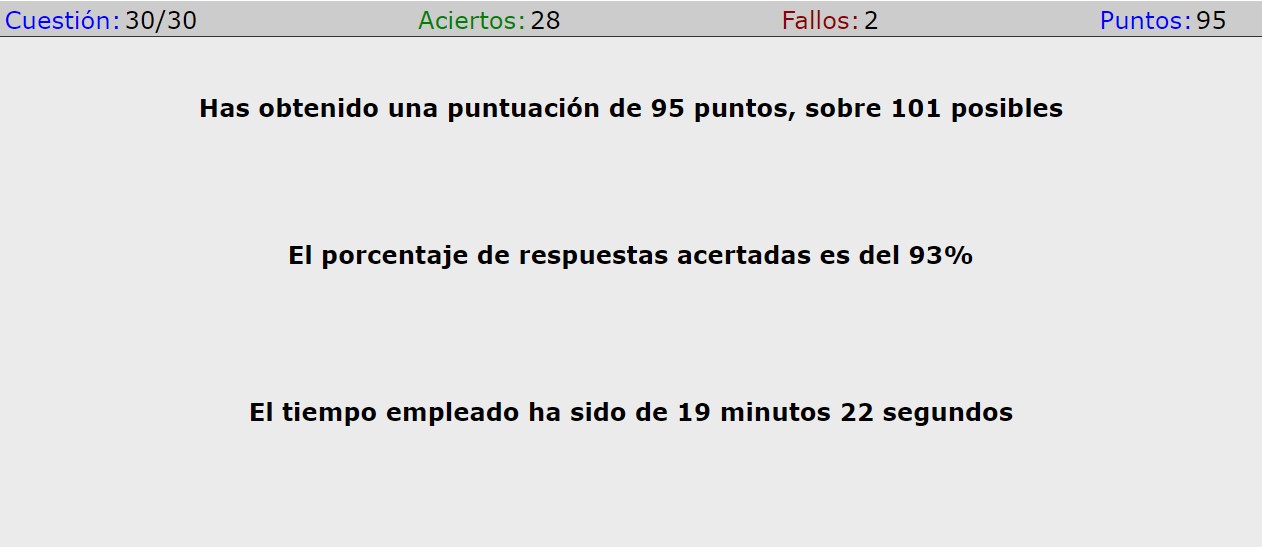 Cuestión: 30/30 Aciertos: 28 Fallos: 2 Puntos: 95
Has obtenido una puntuación de 95 puntos, sobre 101 posibles
El porcentaje de respuestas acertadas es del 93%
El tiempo empleado ha sido de 19 minutos 22 segundos